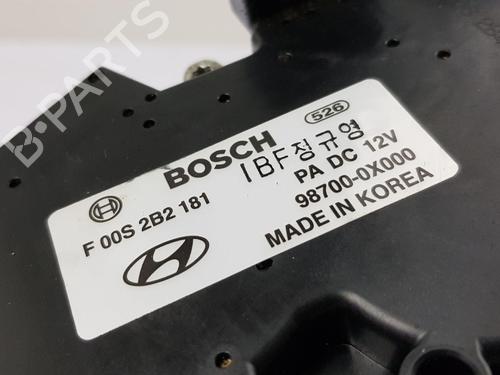 B-PARTS
526
BOSCH
IBF정규영
F 00S 2B2 181
PA DC 12V
98700-0X000
MADE IN KOREA